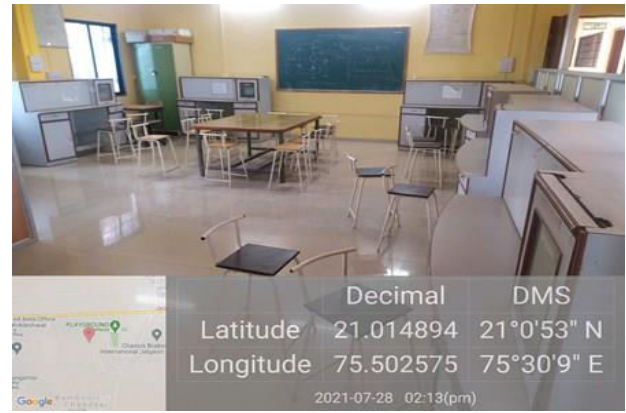 Decimal DMS
Latitude 21.014894 21°0'53" N
Longitude 75.502575 75°30'9" E
2021-07-28 02:13(pm)
PLAYGROUND
Google